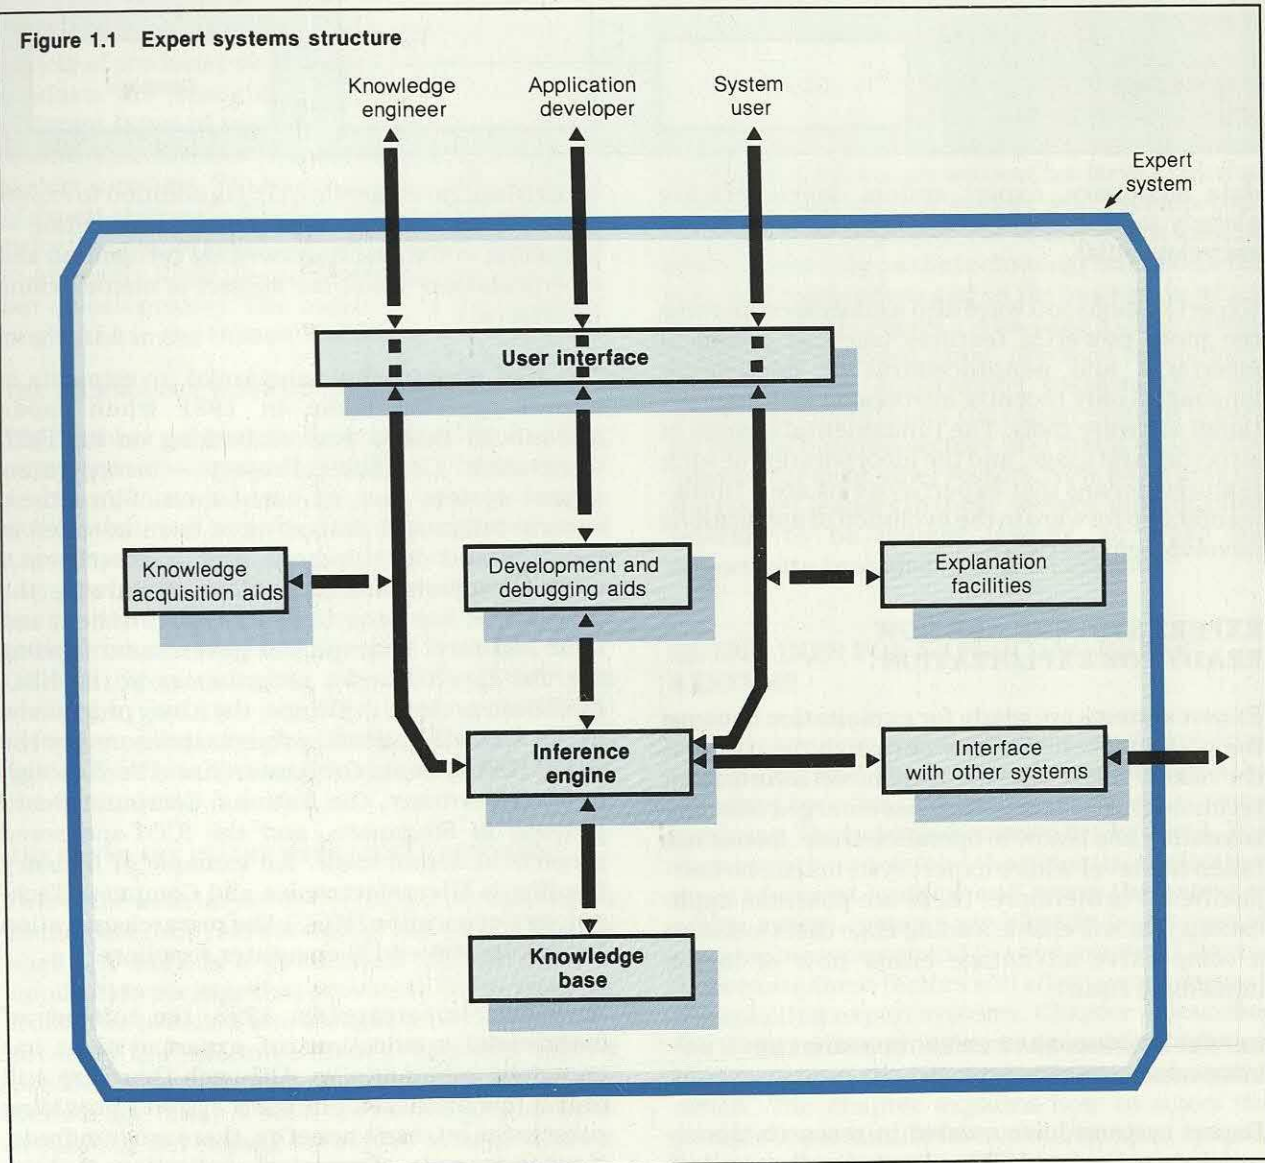 Figure 1.1 Expert systems structure
Knowledge
engineer
Application
developer
System
user
Expert
system
User interface
Knowledge
acquisition aids
Development and
debugging aids
Explanation
facilities
Inference
engine
Interface
with other systems
Knowledge
base